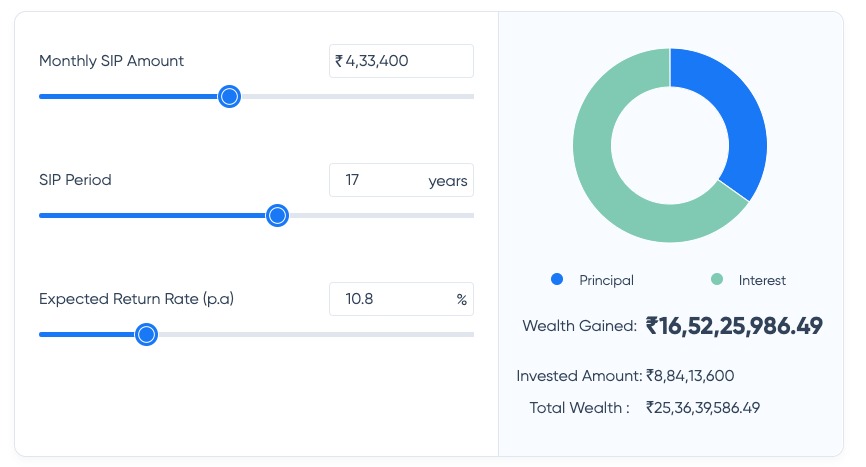 Monthly SIP Amount ₹ 4,33,400
SIP Period 17 years
Expected Return Rate (p.a) 10.8 %
Principal Interest
Wealth Gained: ₹16,52,25,986.49
Invested Amount: ₹8,84,13,600
Total Wealth : ₹25,36,39,586.49